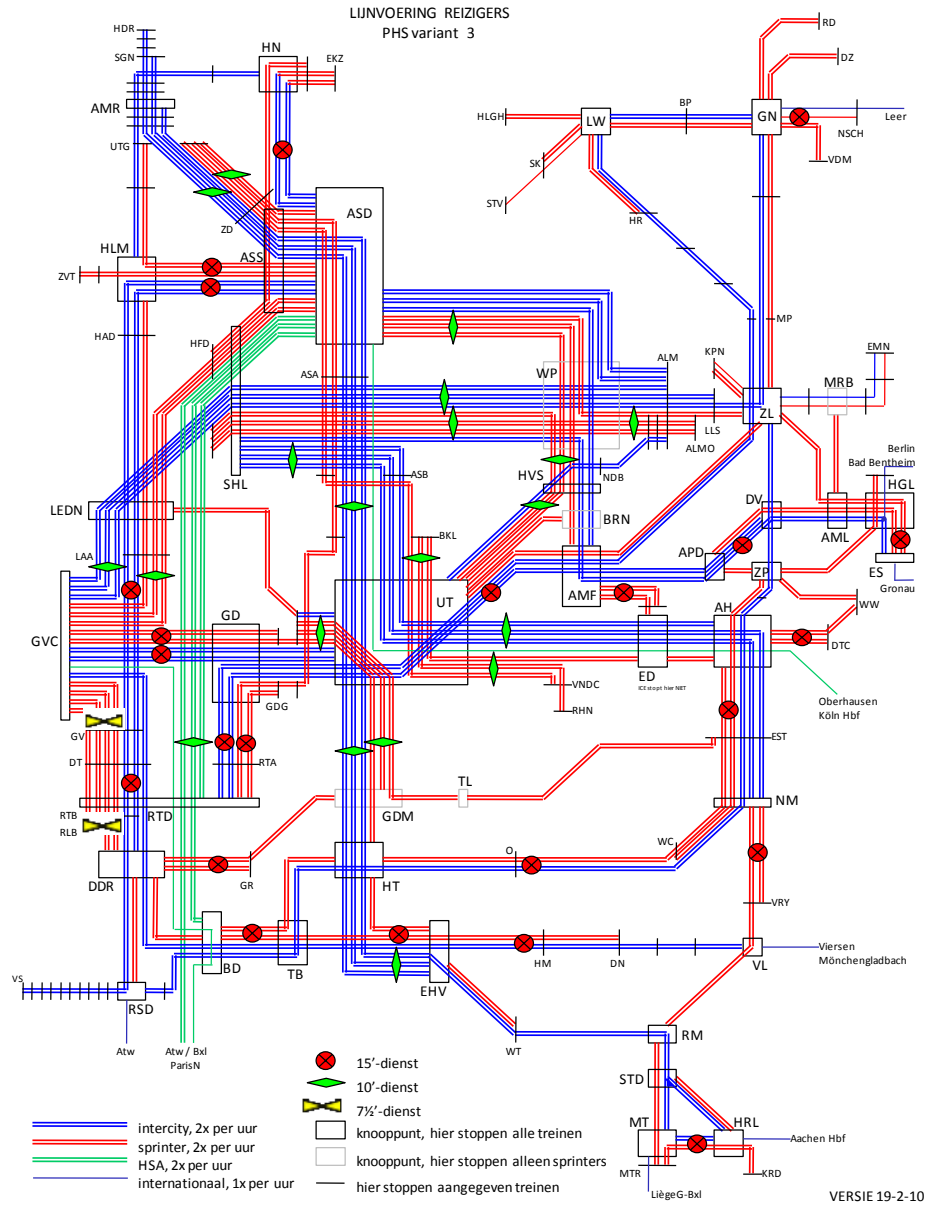 LIJNVOERING REIZIGERS
PHS variant 3
HDR
SGN
AMR
UTG
HN
EKZ
ZD
ASD
ASS
HLM
ZVT
HAD
HFD
ASA
SHL
ASB
LEDN
LAA
BKL
GVC
GD
UT
GDG
GV
DT
RTA
RTB
RLB
RTD
DDR
GR
GDM
TL
HT
O
WC
BD
TB
EHV
HM
DN
VS
RSD
Atw
Atw / Bxl
ParisN
WT
HLGH
LW
BP
GN
RD
DZ
Leer
NSCH
VDM
SK
STV
HR
MP
KPN
ALM
WP
ZL
MRB
EMN
LLS
ALMO
HVS
NDB
BRN
AMF
Berlin
Bad Bentheim
HGL
DV
AML
APD
ZP
ES
Gronau
AH
WW
DTC
ED
ICE stopt hier NET
VNDC
RHN
Oberhausen
Köln Hbf
EST
NM
VRY
VL
Viersen
Mönchengladbach
RM
STD
MT
HRL
Aachen Hbf
MTR
KRD
LiègeG-Bxl
15'-dienst
10'-dienst
7½'-dienst
knooppunt, hier stoppen alle treinen
knooppunt, hier stoppen alleen sprinters
hier stoppen aangegeven treinen
intercity, 2x per uur
sprinter, 2x per uur
HSA, 2x per uur
internationaal, 1x per uur
VERSIE 19-2-10